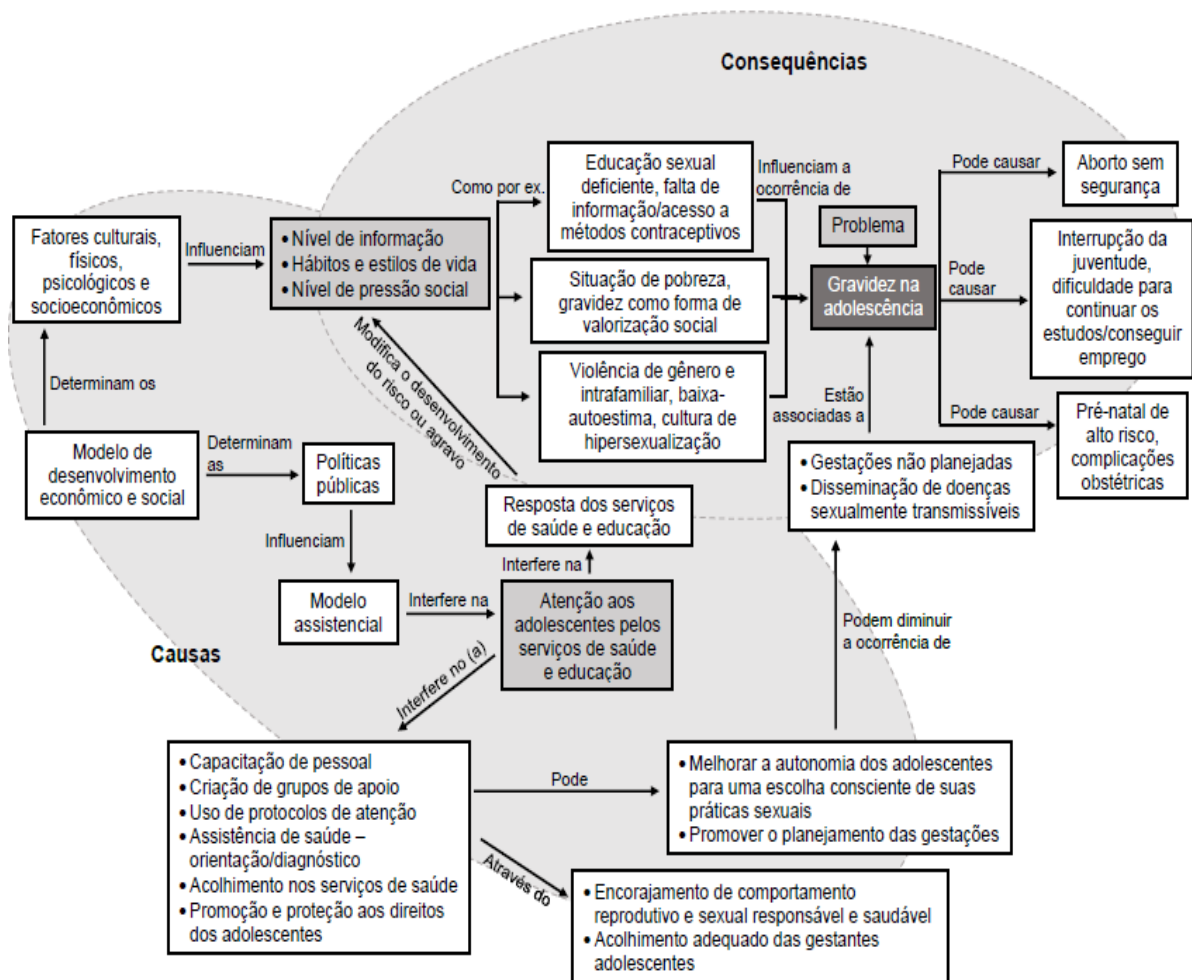 Consequências
Educação sexual
deficiente, falta de
informação/acesso a
métodos contraceptivos
Influenciam a
ocorrência de
Pode causar
Aborto sem
segurança
Como por ex.
Fatores culturais,
físicos,
psicológicos e
socioeconômicos
Influenciam
• Nível de informação
• Hábitos e estilos de vida
• Nível de pressão social
Problema
Situação de pobreza,
gravidez como forma de
valorização social
Gravidez na
adolescência
Pode
causar
Interrupção da
juventude,
dificuldade para
continuar os
estudos/conseguir
emprego
Modifica o desenvolvimento
do risco ou agravo
Violência de gênero e
intrafamiliar, baixa-
autoestima, cultura de
hipersexualização
Determinam os
Estão
associadas a
Pode causar
Pré-natal de
alto risco,
complicações
obstétricas
Modelo de
desenvolvimento
econômico e social
Determinam
as
Políticas
públicas
• Gestações não planejadas
• Disseminação de doenças
sexualmente transmissíveis
Resposta dos serviços
de saúde e educação
Influenciam
Interfere na
Modelo
assistencial
Interfere na
Atenção aos
adolescentes pelos
serviços de saúde
e educação
Podem diminuir
a ocorrência de
Causas
Interfere no (a)
• Capacitação de pessoal
• Criação de grupos de apoio
• Uso de protocolos de atenção
• Assistência de saúde –
orientação/diagnóstico
• Acolhimento nos serviços de saúde
• Promoção e proteção aos direitos
dos adolescentes
Pode
• Melhorar a autonomia dos adolescentes
para uma escolha consciente de suas
práticas sexuais
• Promover o planejamento das gestações
Através do
• Encorajamento de comportamento
reprodutivo e sexual responsável e saudável
• Acolhimento adequado das gestantes
adolescentes